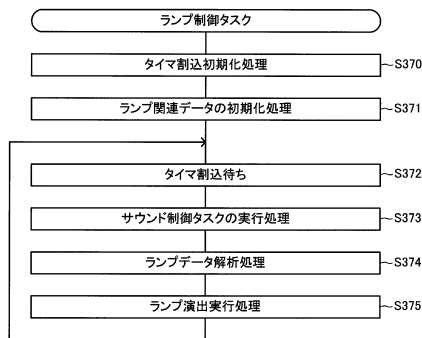 ランプ制御タスク
タイマ割込初期化処理 S370
ランプ関連データの初期化処理 S371
タイマ割込待ち S372
サウンド制御タスクの実行処理 S373
ランプデータ解析処理 S374
ランプ演出実行処理 S375